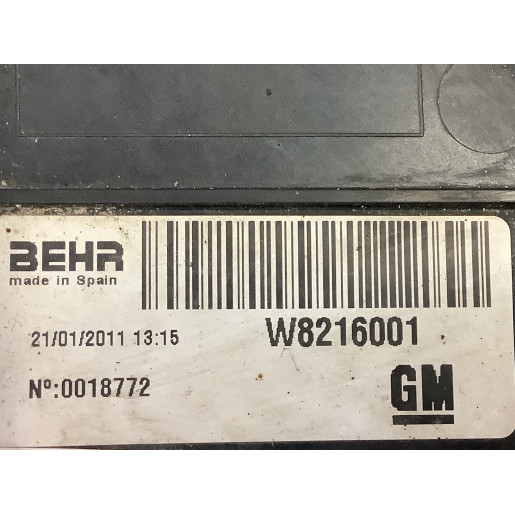 BEHR
made in Spain
21/01/2011 13:15
W8216001
Nº:0018772
GM